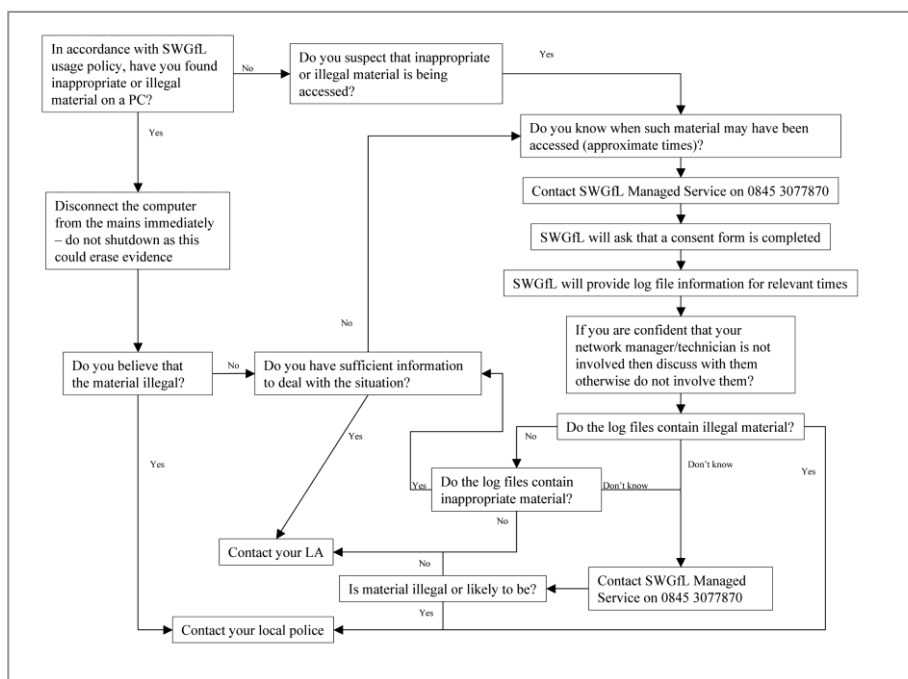 In accordance with SWGfL
usage policy, have you found
inappropriate or illegal
material on a PC?
No
Do you suspect that inappropriate
or illegal material is being
accessed?
Yes
Yes
Do you know when such material may have been
accessed (approximate times)?
Contact SWGfL Managed Service on 0845 3077870
Disconnect the computer
from the mains immediately
– do not shutdown as this
could erase evidence
SWGfL will ask that a consent form is completed
SWGfL will provide log file information for relevant times
No
If you are confident that your
network manager/technician is not
involved then discuss with them
otherwise do not involve them?
Do you believe that
the material illegal?
No
Do you have sufficient information
to deal with the situation?
Do the log files contain illegal material?
Yes
No
Don't know
Yes
Yes
Do the log files contain
inappropriate material?
Yes
Don't know
No
Contact your LA
No
Is material illegal or likely to be?
Contact SWGfL Managed
Service on 0845 3077870
Yes
Contact your local police